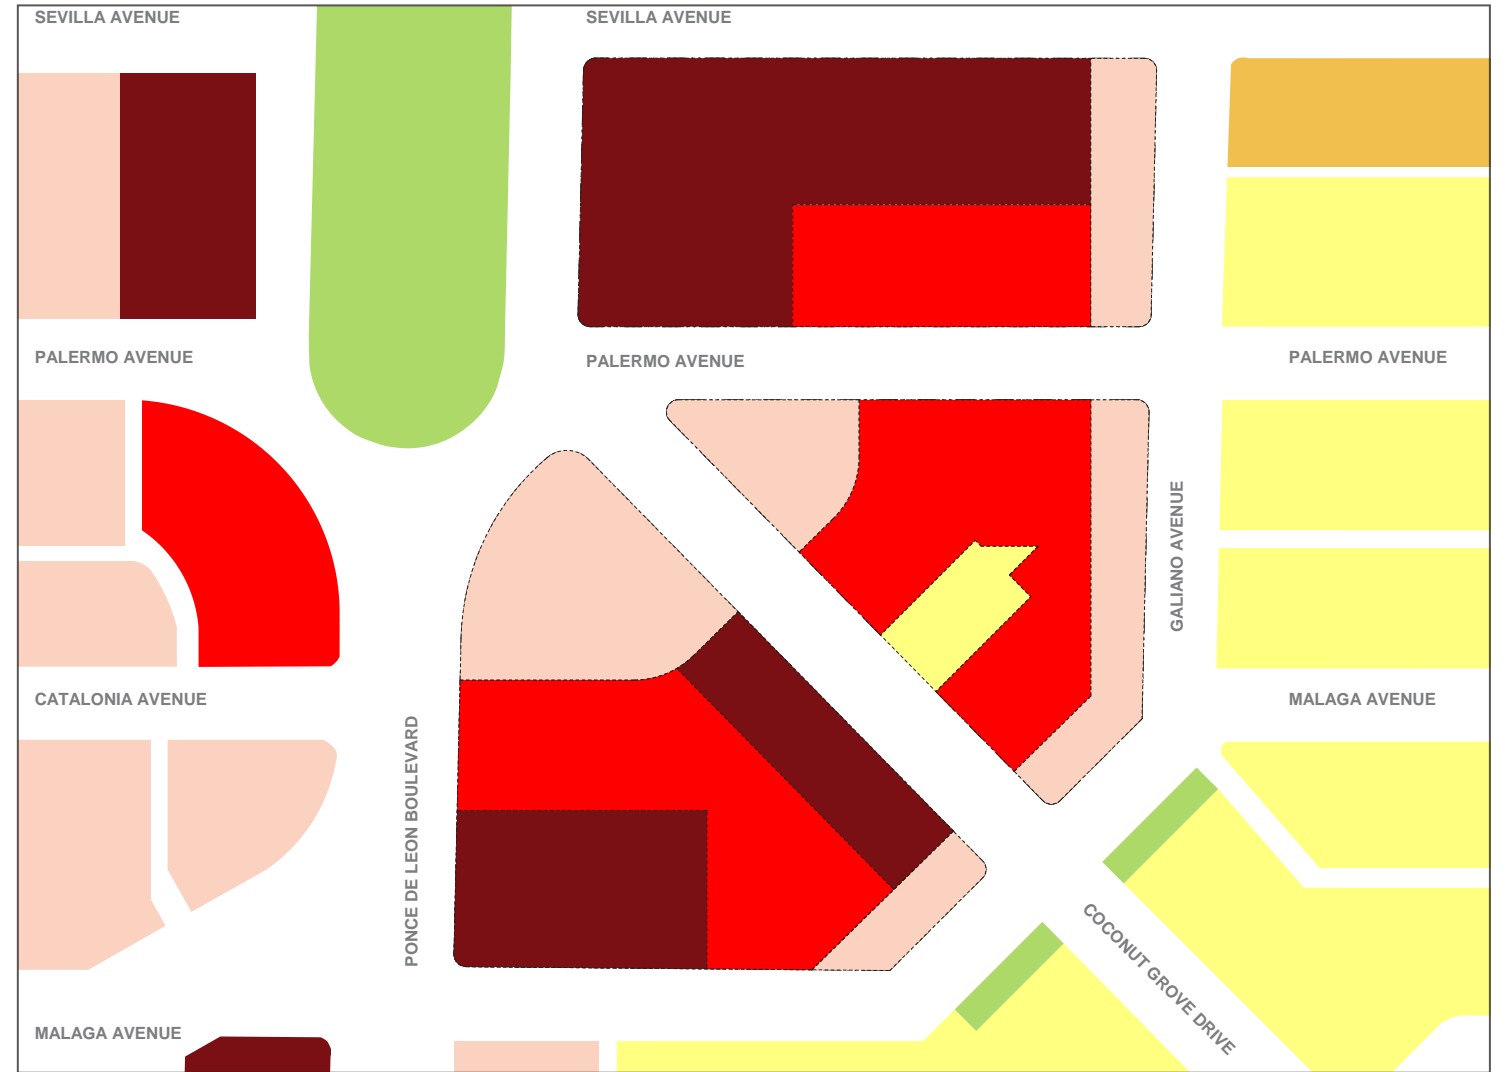 SEVILLA AVENUE
SEVILLA AVENUE
PALERMO AVENUE
PALERMO AVENUE
PALERMO AVENUE
GALIANO AVENUE
CATALONIA AVENUE
MALAGA AVENUE
PONCE DE LEON BOULEVARD
COCONUT GROVE DRIVE
MALAGA AVENUE